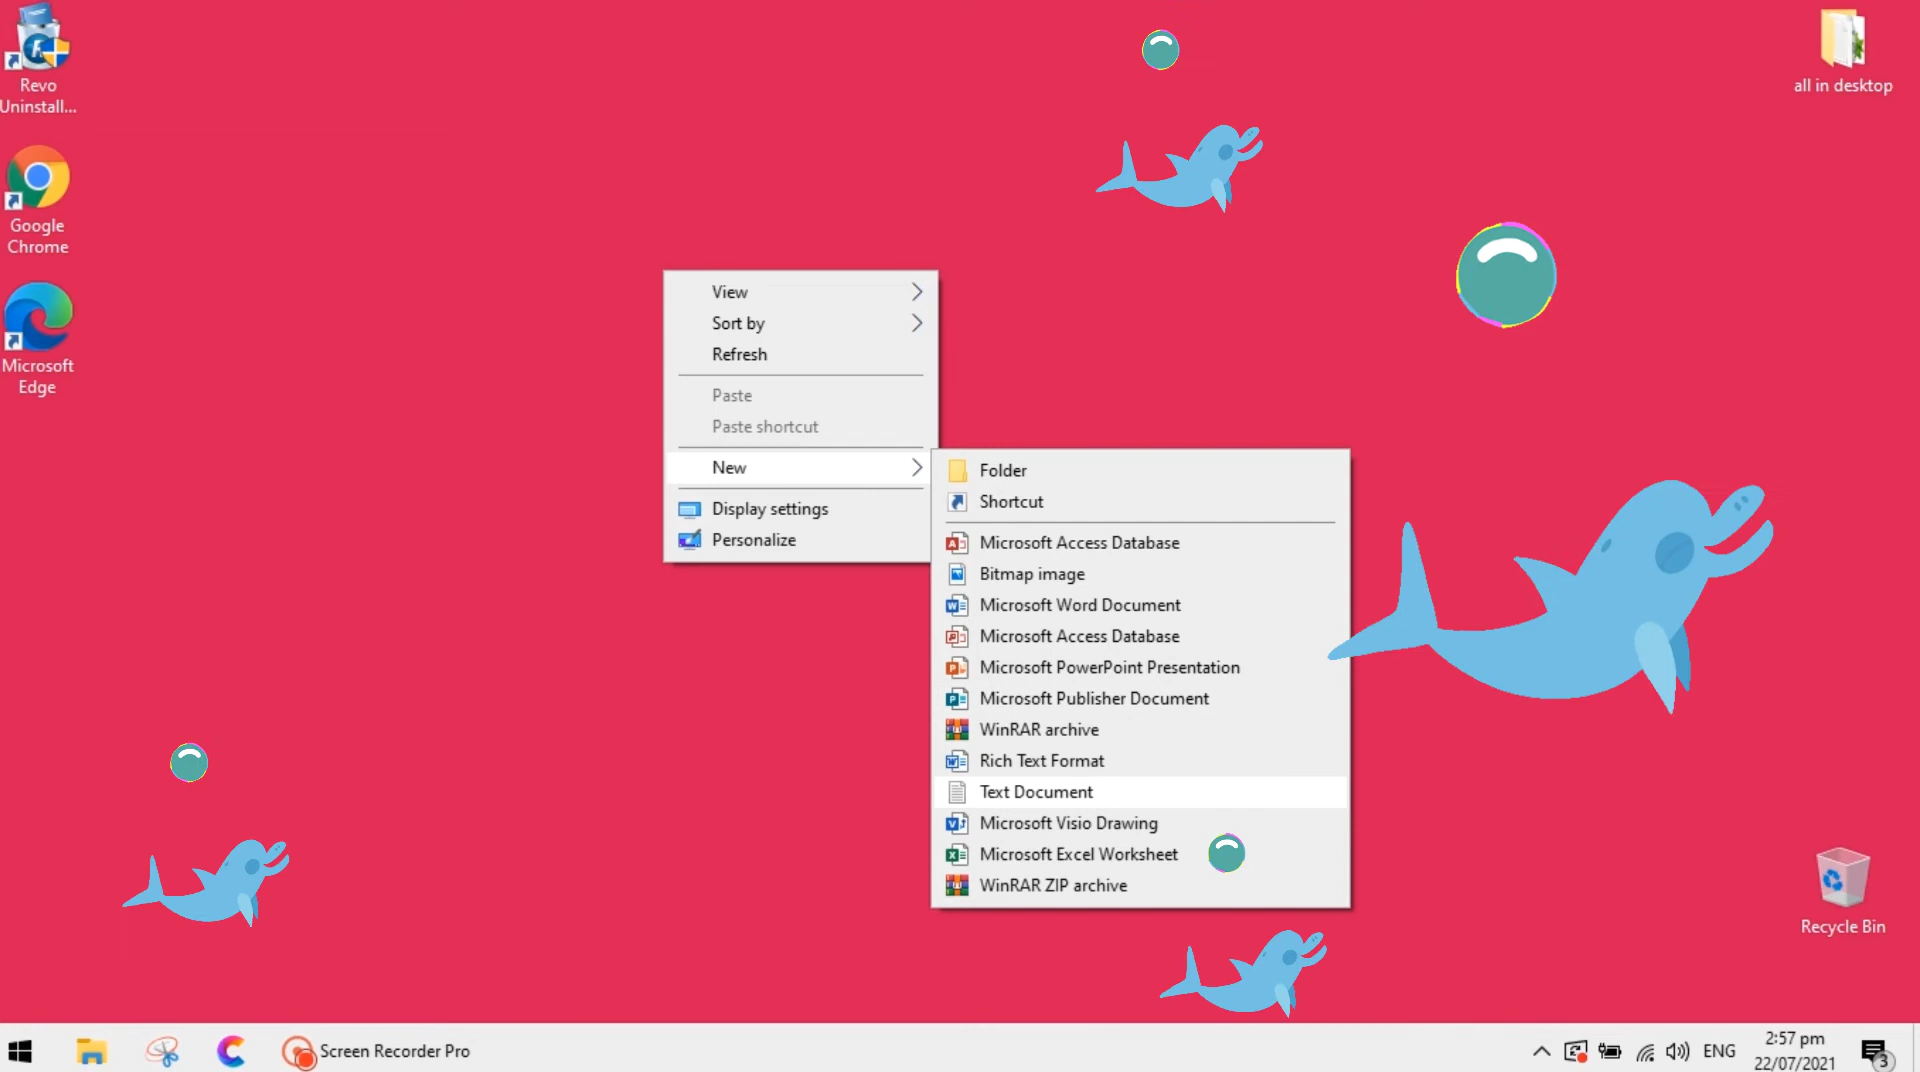 Revo
Uninstall...
Google
Chrome
Microsoft
Edge
all in desktop
View
Sort by
Refresh
Paste
Paste shortcut
New
Display settings
Personalize
Folder
Shortcut
Microsoft Access Database
Bitmap image
Microsoft Word Document
Microsoft Access Database
Microsoft PowerPoint Presentation
Microsoft Publisher Document
WinRAR archive
Rich Text Format
Text Document
Microsoft Visio Drawing
Microsoft Excel Worksheet
WinRAR ZIP archive
Recycle Bin
Screen Recorder Pro
ENG
2:57 pm
22/07/2021
3